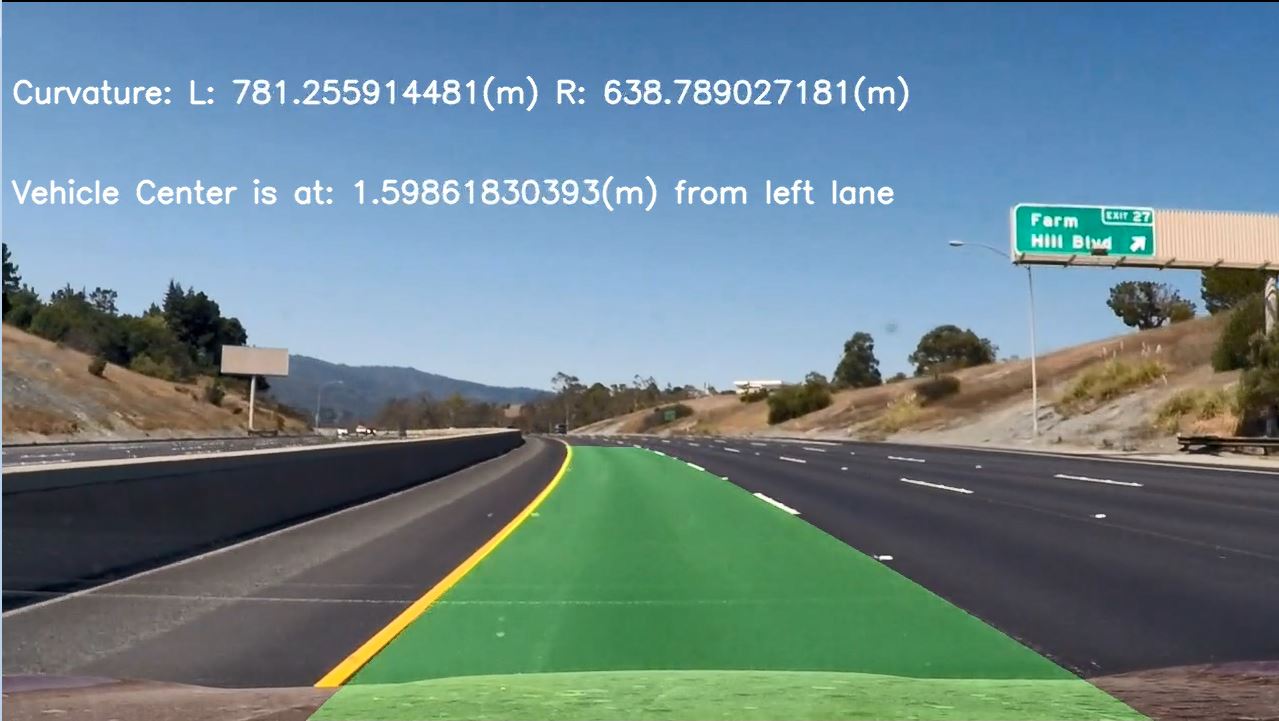 Curvature: L: 781.255914481(m) R: 638.789027181(m)
Vehicle Center is at: 1.59861830393(m) from left lane
EXIT 27
Farm
Hill Blvd